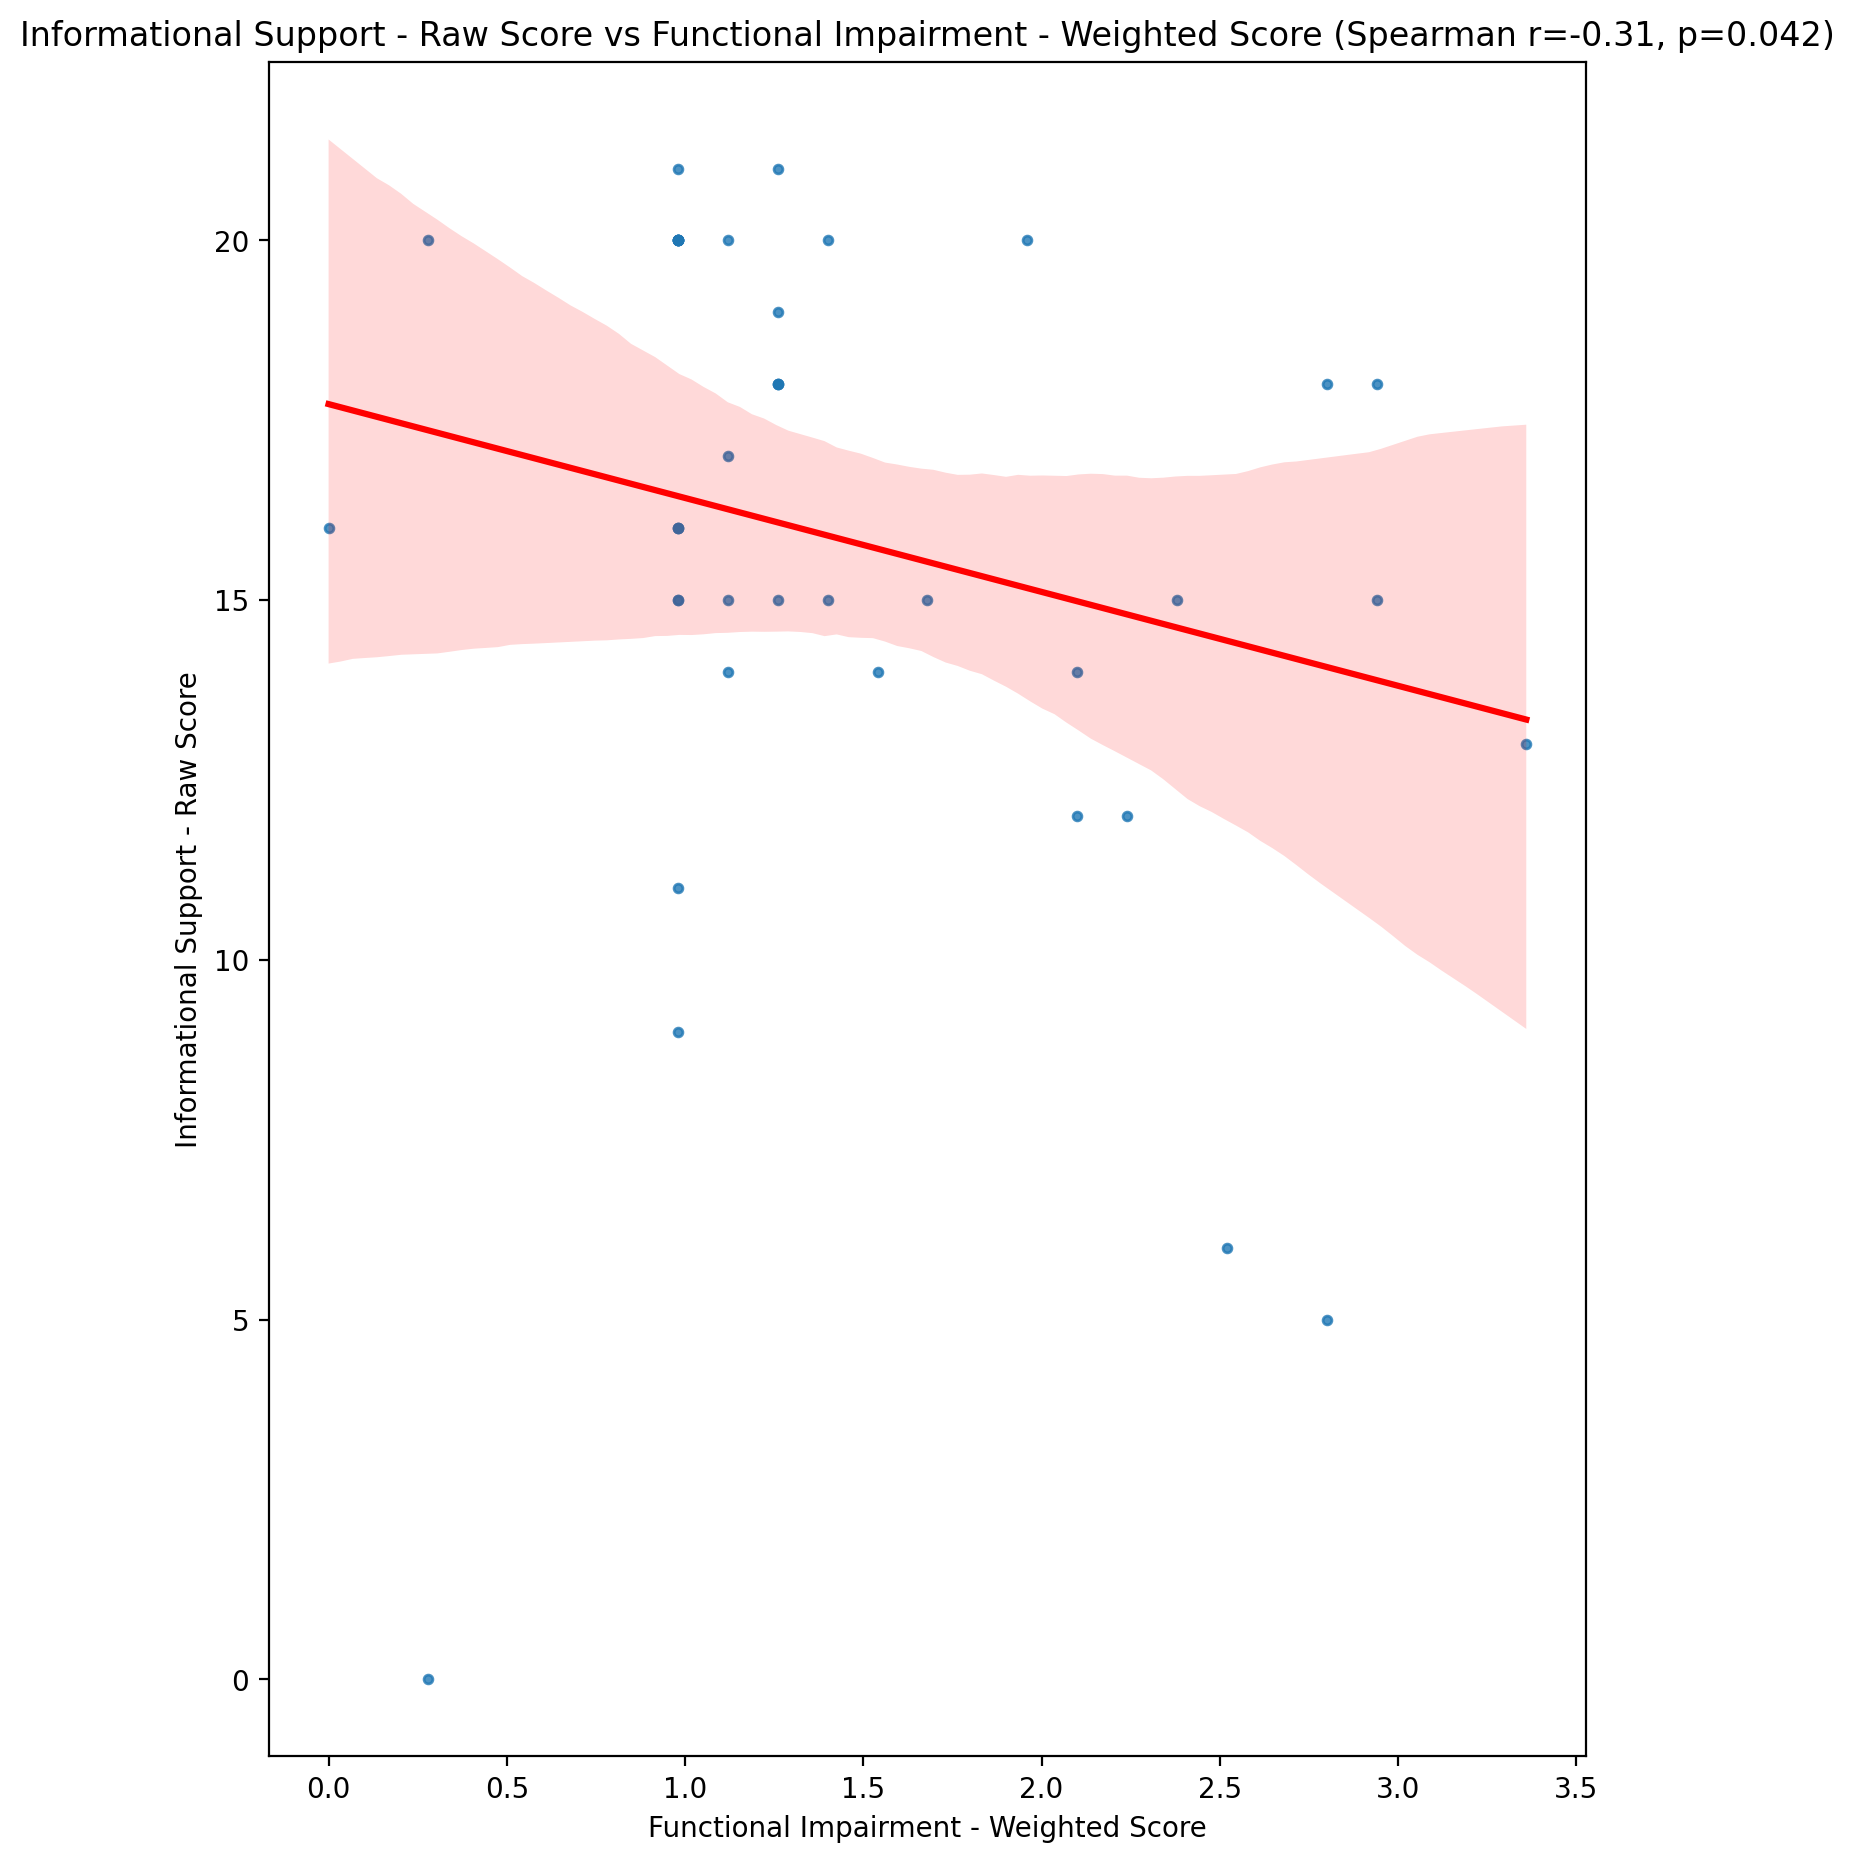 Informational Support - Raw Score vs Functional Impairment - Weighted Score (Spearman r=-0.31, p=0.042)
Informational Support - Raw Score
20
15
10
5
0
0.0 0.5 1.0 1.5 2.0 2.5 3.0 3.5
Functional Impairment - Weighted Score